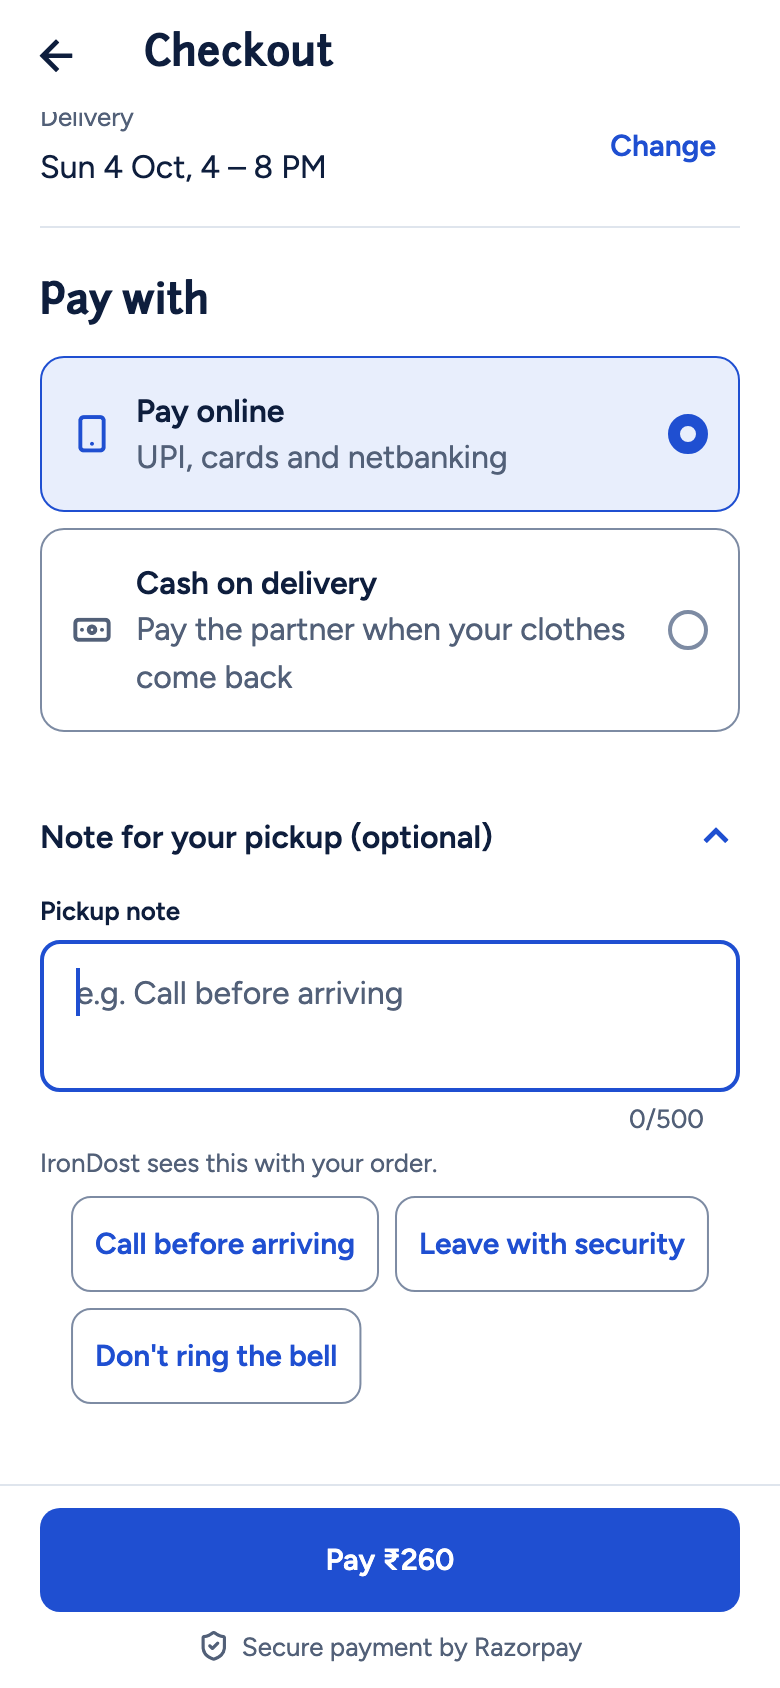 Checkout
Delivery
Sun 4 Oct, 4 – 8 PM
Change
Pay with
Pay online
UPI, cards and netbanking
Cash on delivery
Pay the partner when your clothes
come back
Note for your pickup (optional)
Pickup note
e.g. Call before arriving
0/500
IronDost sees this with your order.
Call before arriving
Leave with security
Don't ring the bell
Pay ₹260
Secure payment by Razorpay